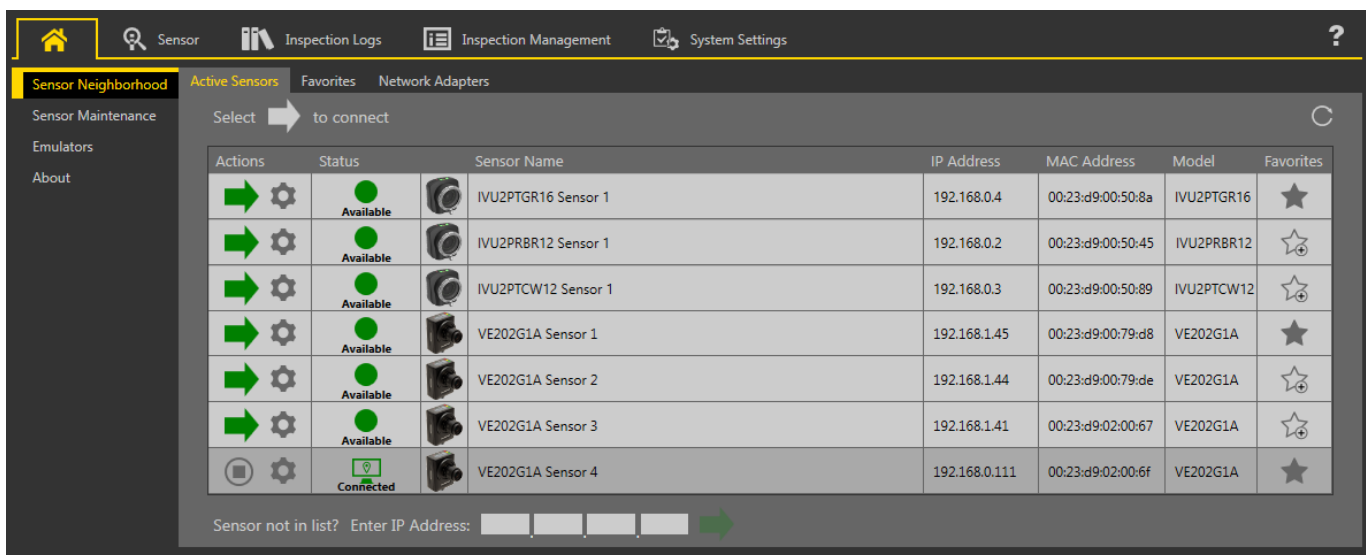 Sensor Inspection Logs Inspection Management System Settings ?
Sensor Neighborhood Active Sensors Favorites Network Adapters
Sensor Maintenance Select to connect
Emulators
About
Actions Status Sensor Name IP Address MAC Address Model Favorites
Available IVU2PTGR16 Sensor 1 192.168.0.4 00:23:d9:00:50:8a IVU2PTGR16
Available IVU2PRBR12 Sensor 1 192.168.0.2 00:23:d9:00:50:45 IVU2PRBR12
Available IVU2PTCW12 Sensor 1 192.168.0.3 00:23:d9:00:50:89 IVU2PTCW12
Available VE202G1A Sensor 1 192.168.1.45 00:23:d9:00:79:d8 VE202G1A
Available VE202G1A Sensor 2 192.168.1.44 00:23:d9:00:79:de VE202G1A
Available VE202G1A Sensor 3 192.168.1.41 00:23:d9:02:00:67 VE202G1A
Connected VE202G1A Sensor 4 192.168.0.111 00:23:d9:02:00:6f VE202G1A
Sensor not in list? Enter IP Address: . . .